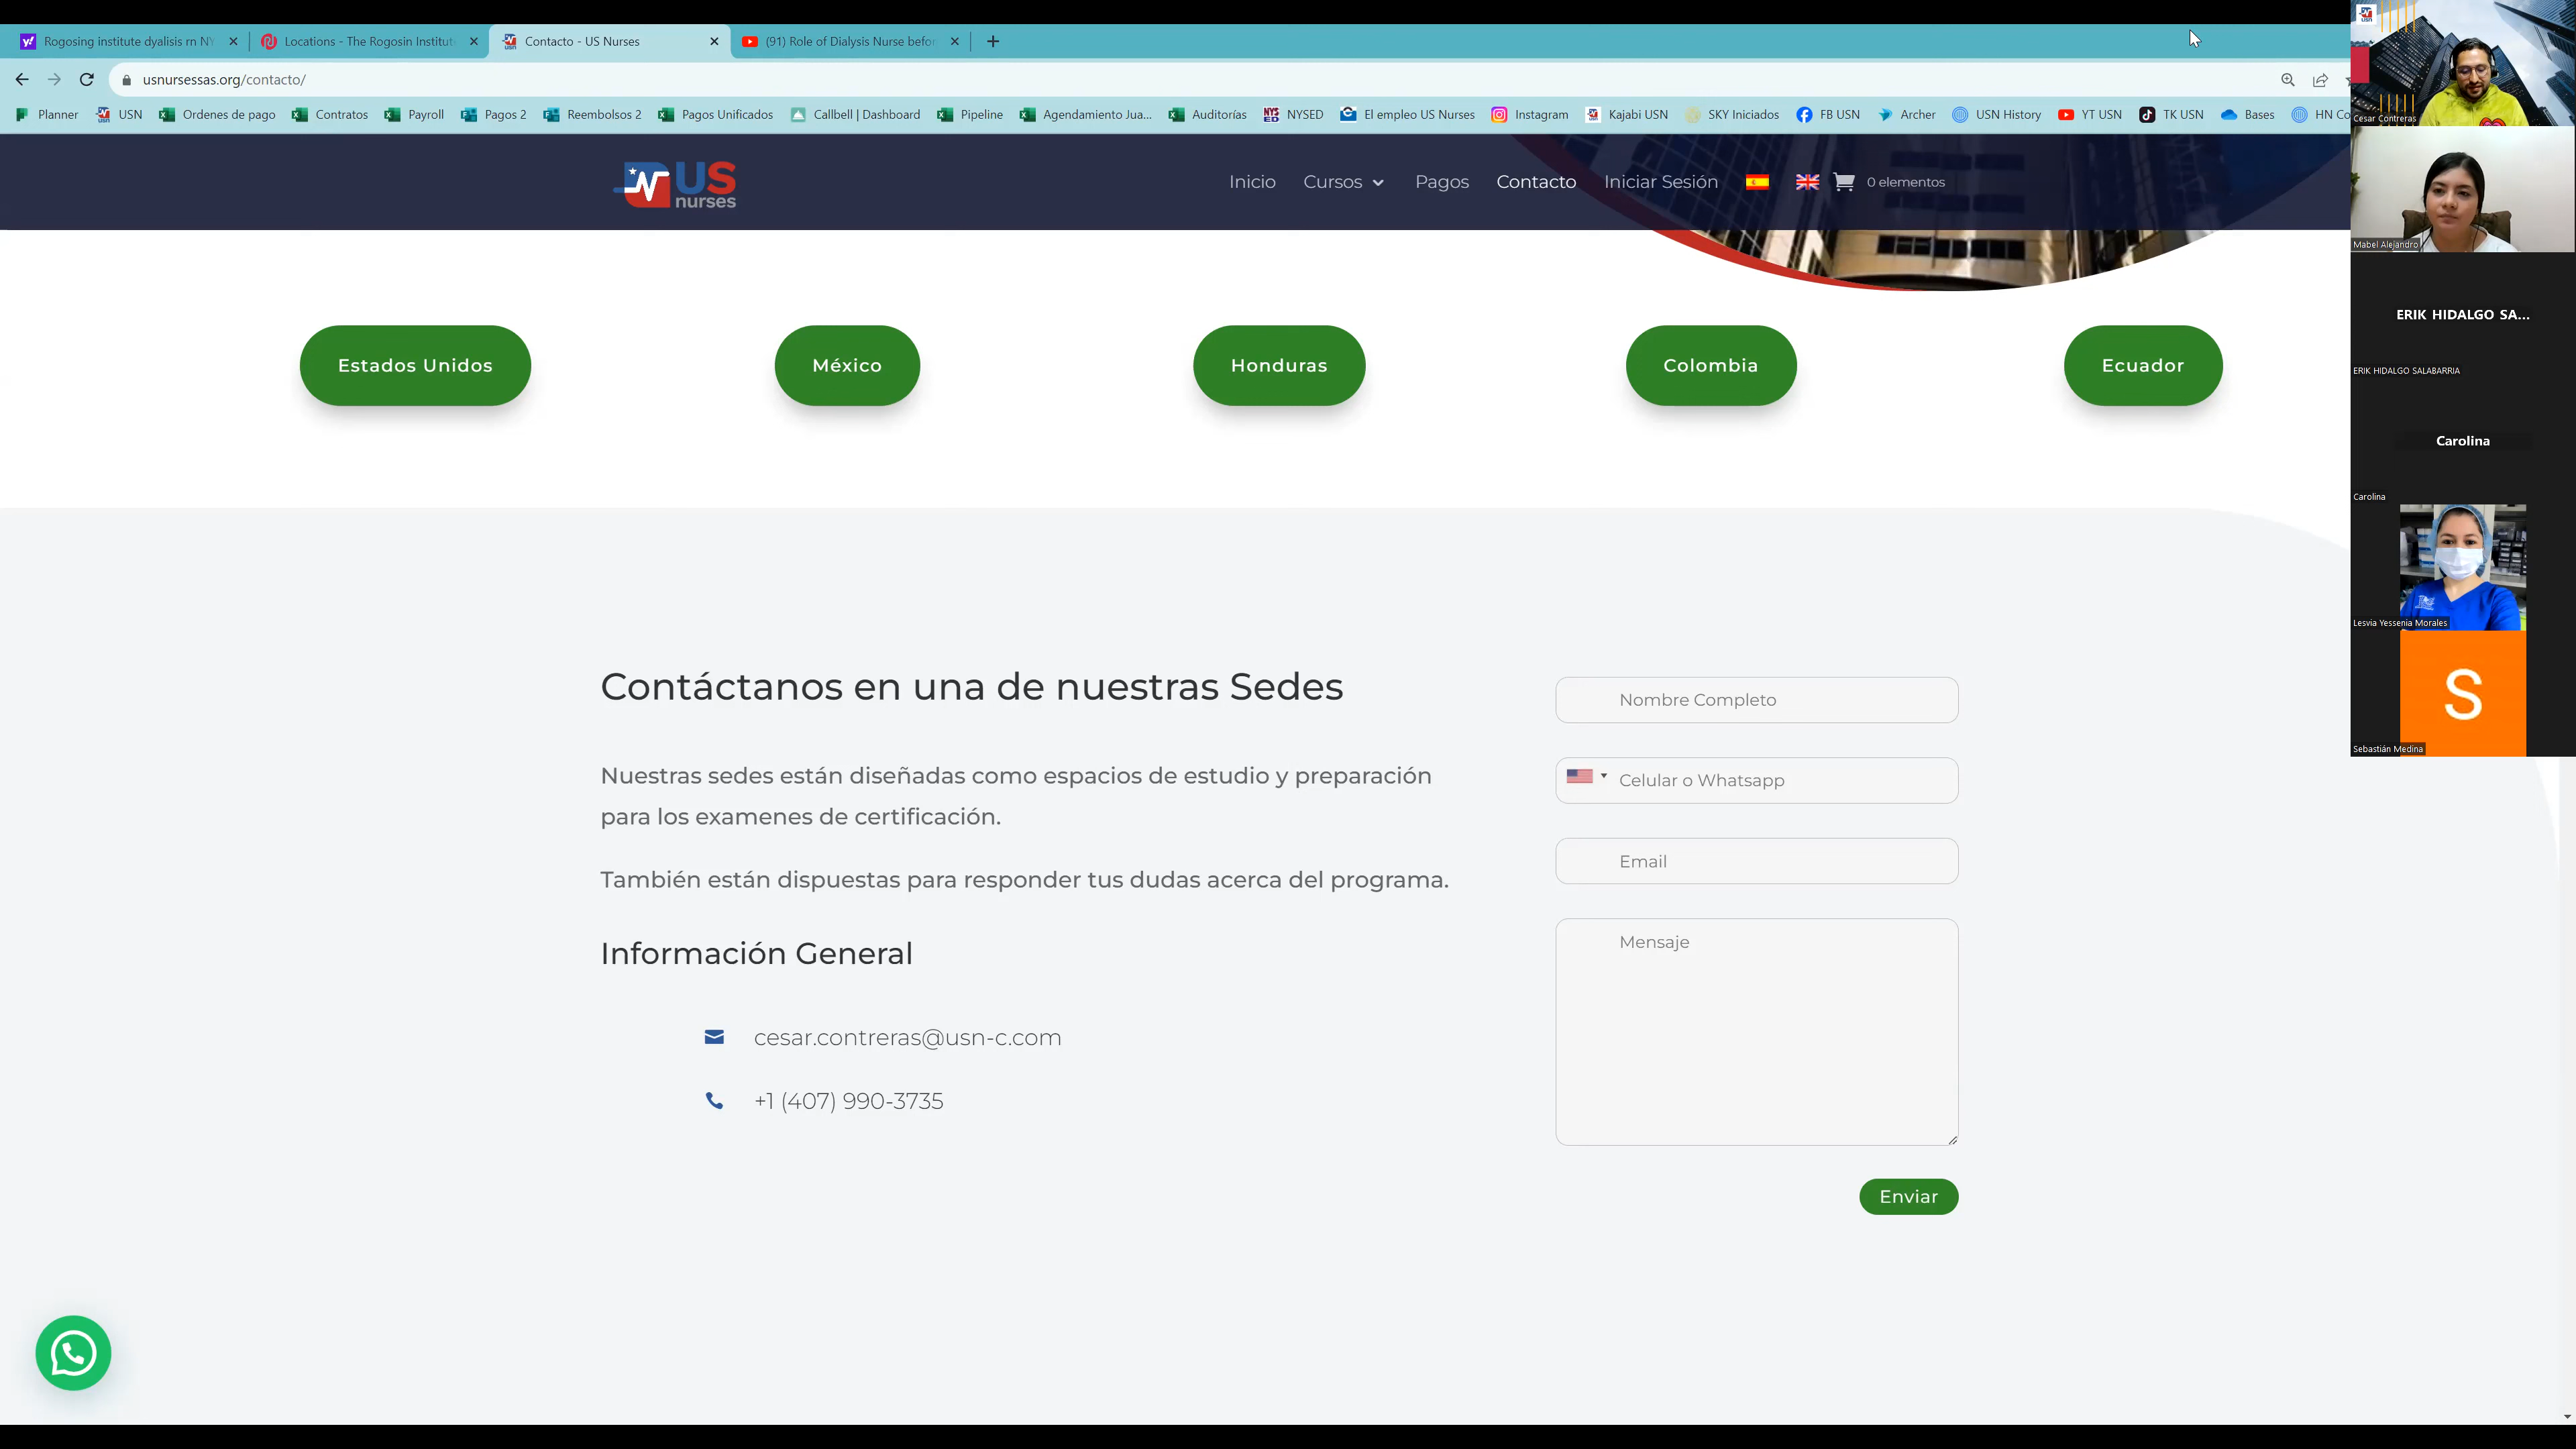 Rogosing institute dyalisis rn NY
Locations - The Rogosin Institut
Contacto - US Nurses
(91) Role of Dialysis Nurse befo
usnursessas.org/contacto/
Planner
USN
Ordenes de pago
Contratos
Payroll
Pagos 2
Reembolsos 2
Pagos Unificados
Callbell | Dashboard
Pipeline
Agendamiento Jua...
Auditorías
NYSED
El empleo US Nurses
Instagram
Kajabi USN
SKY Iniciados
FB USN
Archer
USN History
YT USN
TK USN
Bases
HN Co
US
nurses
Inicio
Cursos
Pagos
Contacto
Iniciar Sesión
0 elementos
Estados Unidos
México
Honduras
Colombia
Ecuador
Contáctanos en una de nuestras Sedes
Nuestras sedes están diseñadas como espacios de estudio y preparación
para los examenes de certificación.
También están dispuestas para responder tus dudas acerca del programa.
Información General
cesar.contreras@usn-c.com
+1 (407) 990-3735
Nombre Completo
Celular o Whatsapp
Email
Mensaje
Enviar
Cesar Contreras
Mabel Alejandro
ERIK HIDALGO SA...
ERIK HIDALGO SALABARRIA
Carolina
Carolina
Lesvia Yessenia Morales
S
Sebastián Medina